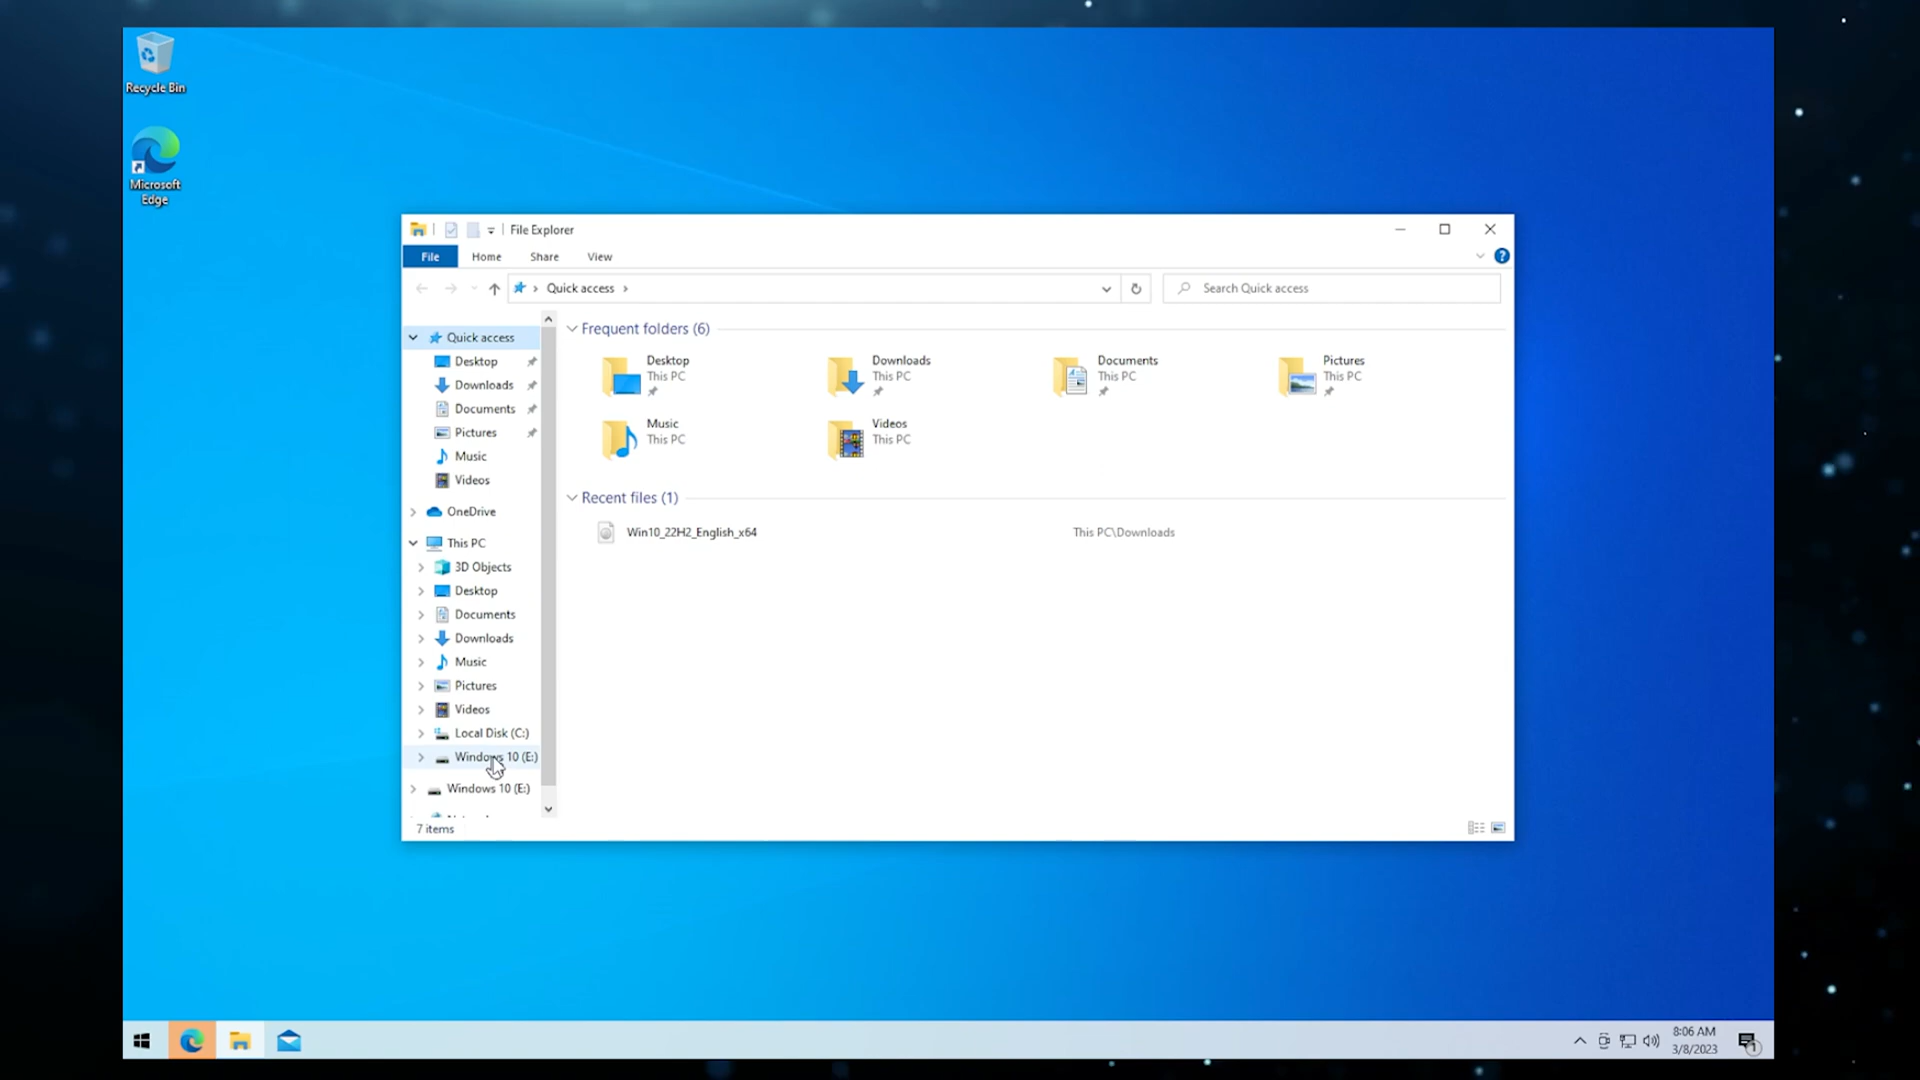 Recycle Bin
Microsoft
Edge
File Explorer
File
Home
Share
View
Quick access
Search Quick access
Quick access
Desktop
Downloads
Documents
Pictures
Music
Videos
OneDrive
This PC
3D Objects
Desktop
Documents
Downloads
Music
Pictures
Videos
Local Disk (C:)
Windows 10 (E:)
Windows 10 (E:)
Frequent folders (6)
Desktop
This PC
Downloads
This PC
Documents
This PC
Pictures
This PC
Music
This PC
Videos
This PC
Recent files (1)
Win10_22H2_English_x64
This PC\Downloads
7 items
8:06 AM
3/8/2023
1